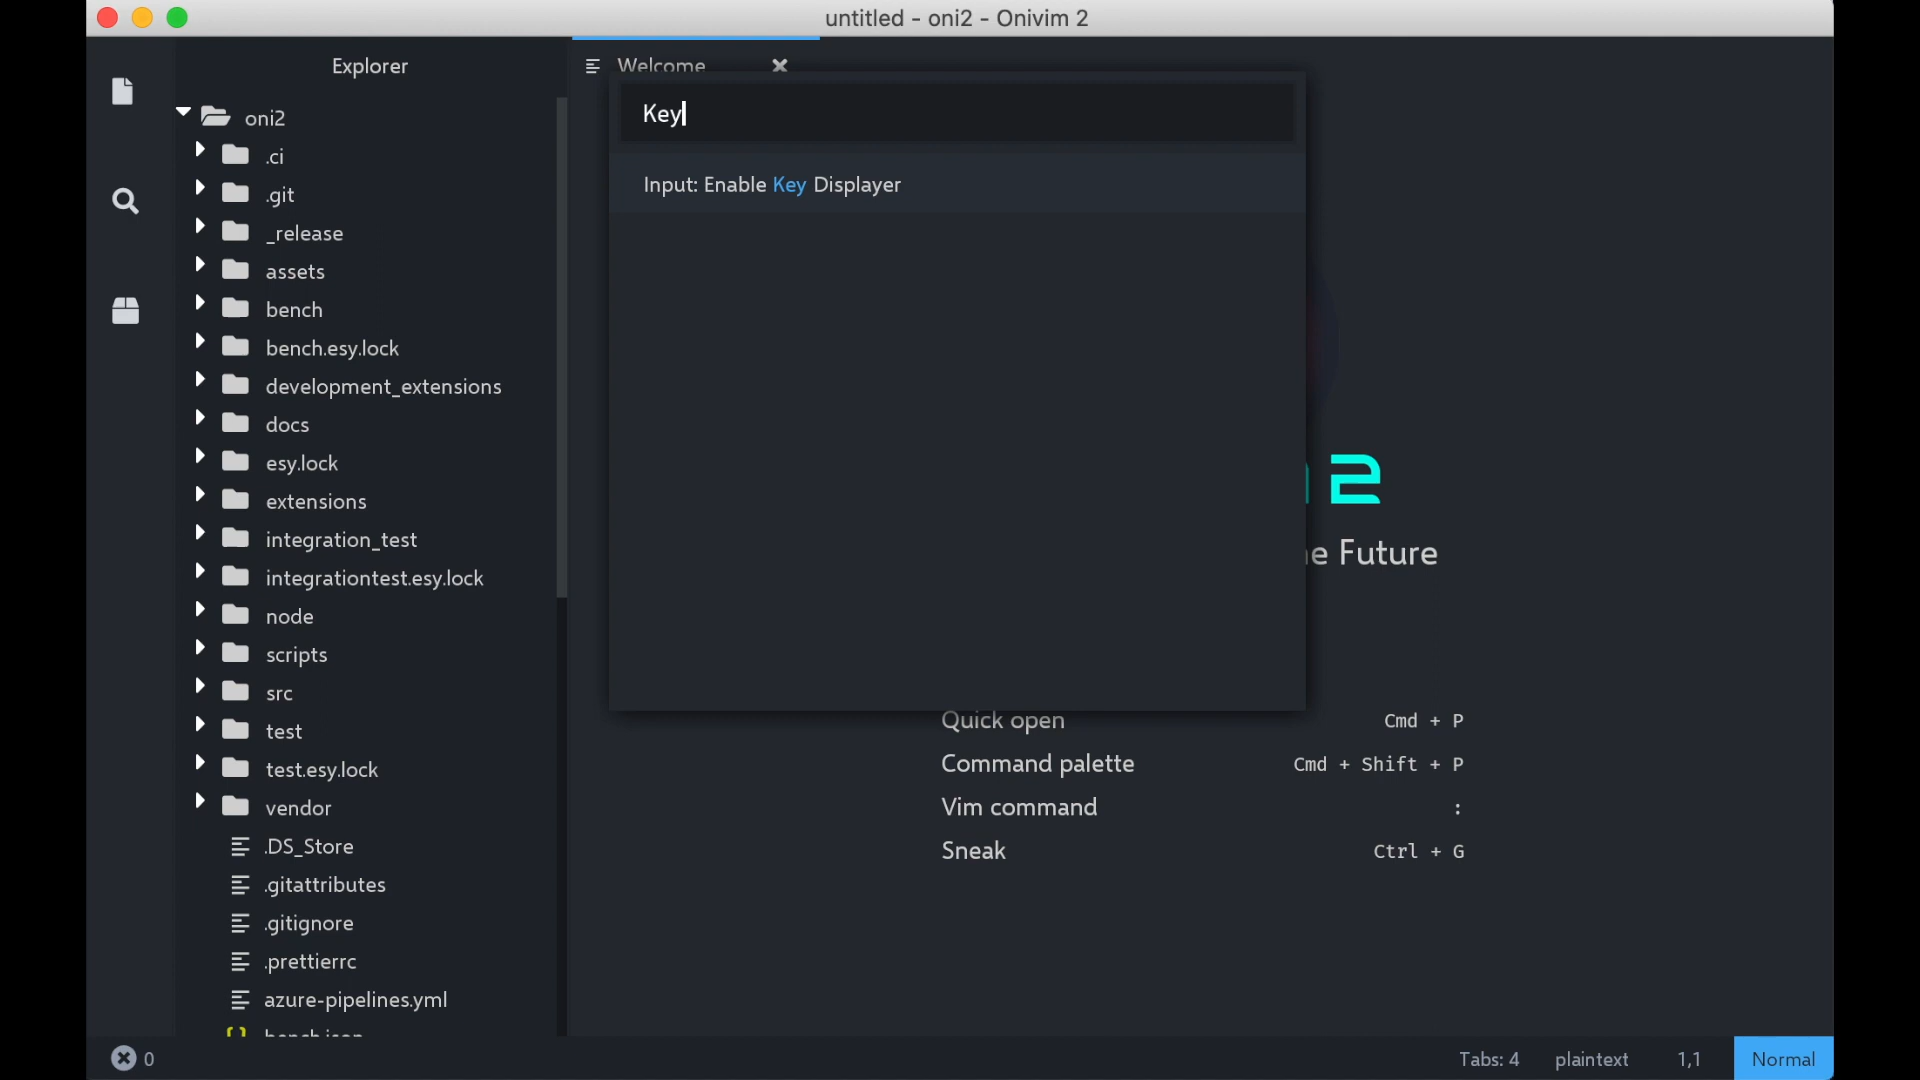 untitled - oni2 - Onivim 2
Explorer
Welcome
oni2
.ci
.git
_release
assets
bench
bench.esy.lock
development_extensions
docs
esy.lock
extensions
integration_test
integrationtest.esy.lock
node
scripts
src
test
test.esy.lock
vendor
.DS_Store
.gitattributes
.gitignore
.prettierrc
azure-pipelines.yml
bench.json
Key
Input: Enable Key Displayer
2
e Future
Quick open Cmd + P
Command palette Cmd + Shift + P
Vim command :
Sneak Ctrl + G
0
Tabs: 4 plaintext 1,1 Normal